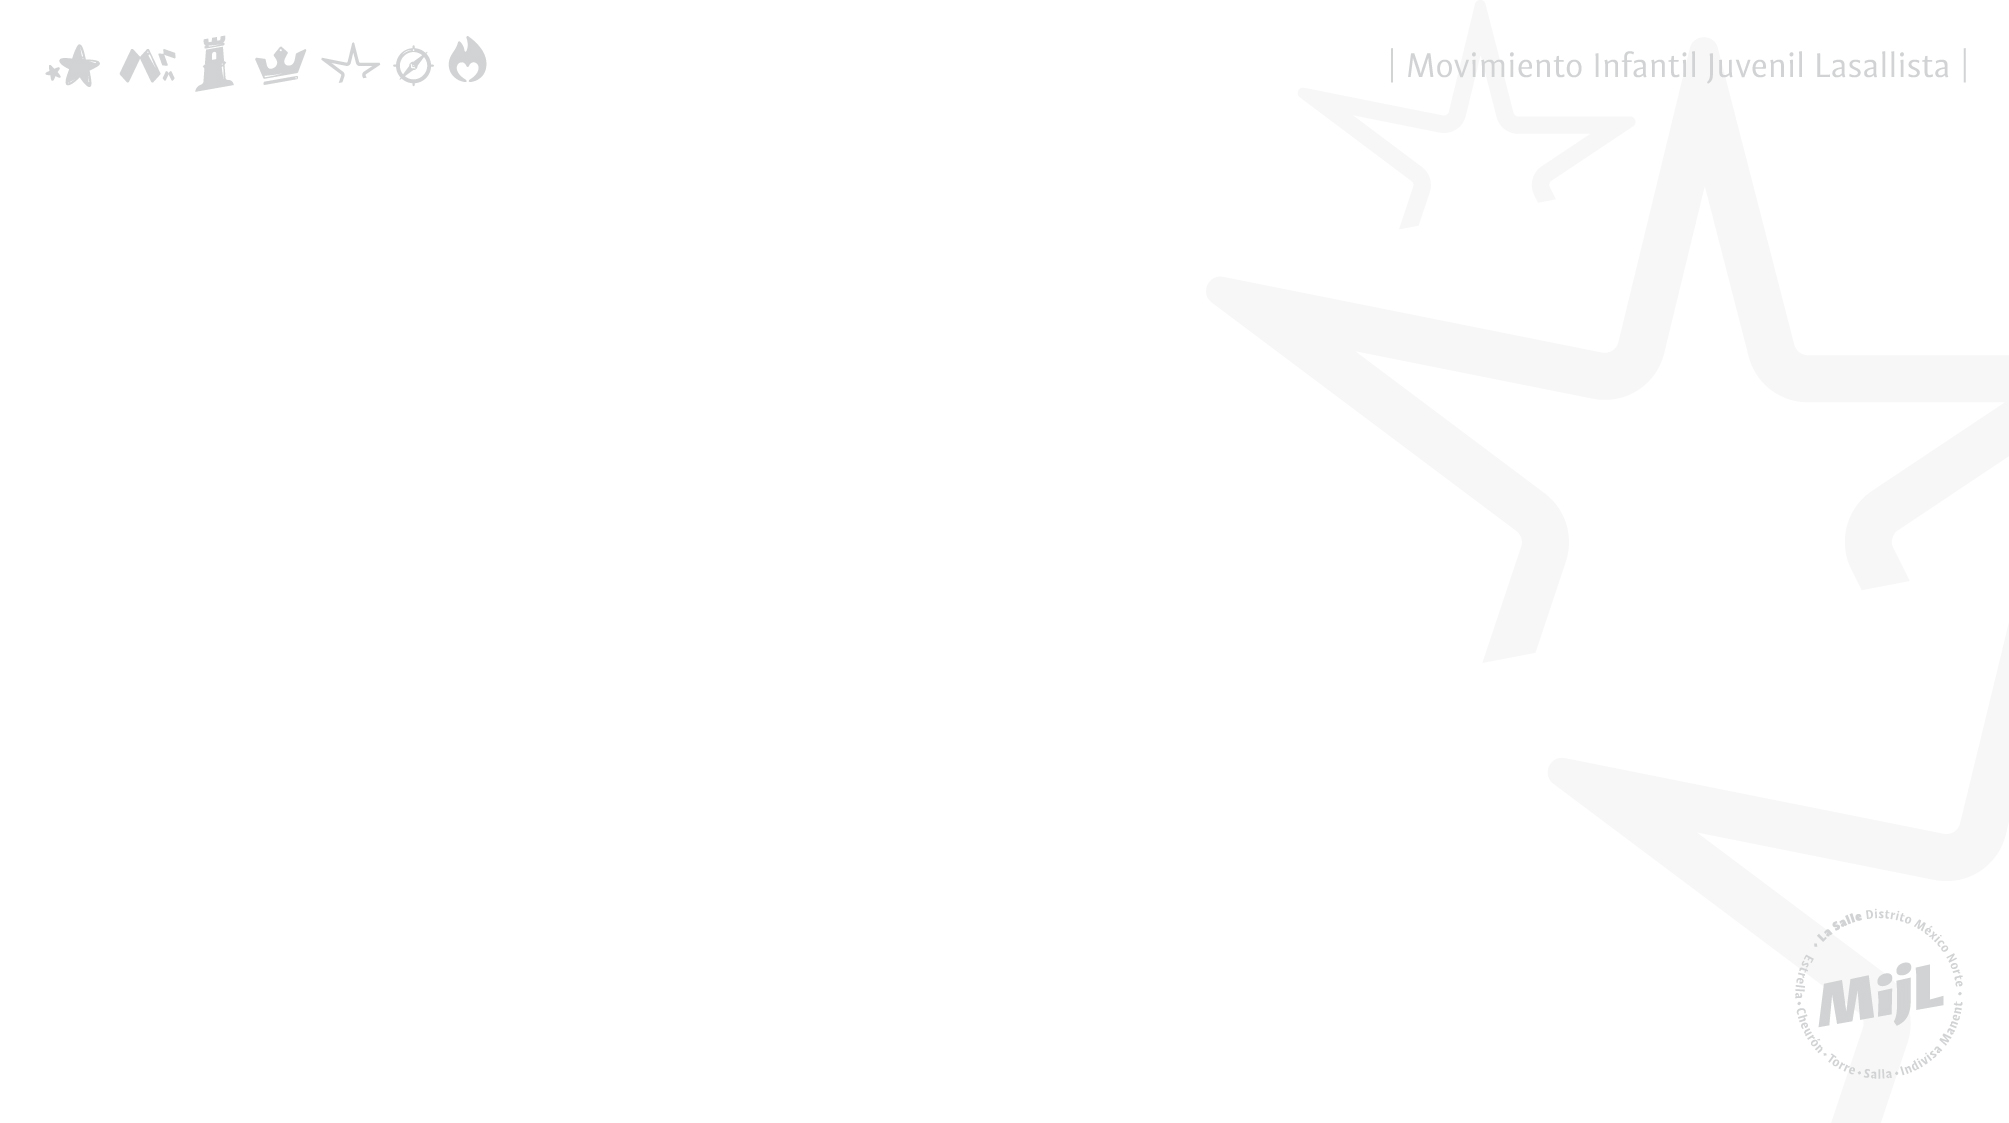 | Movimiento Infantil Juvenil Lasallista |
• La Salle Distrito México Norte •
Estrella • Cheurón • Torre • Salla • Indivisa Manent
MijL